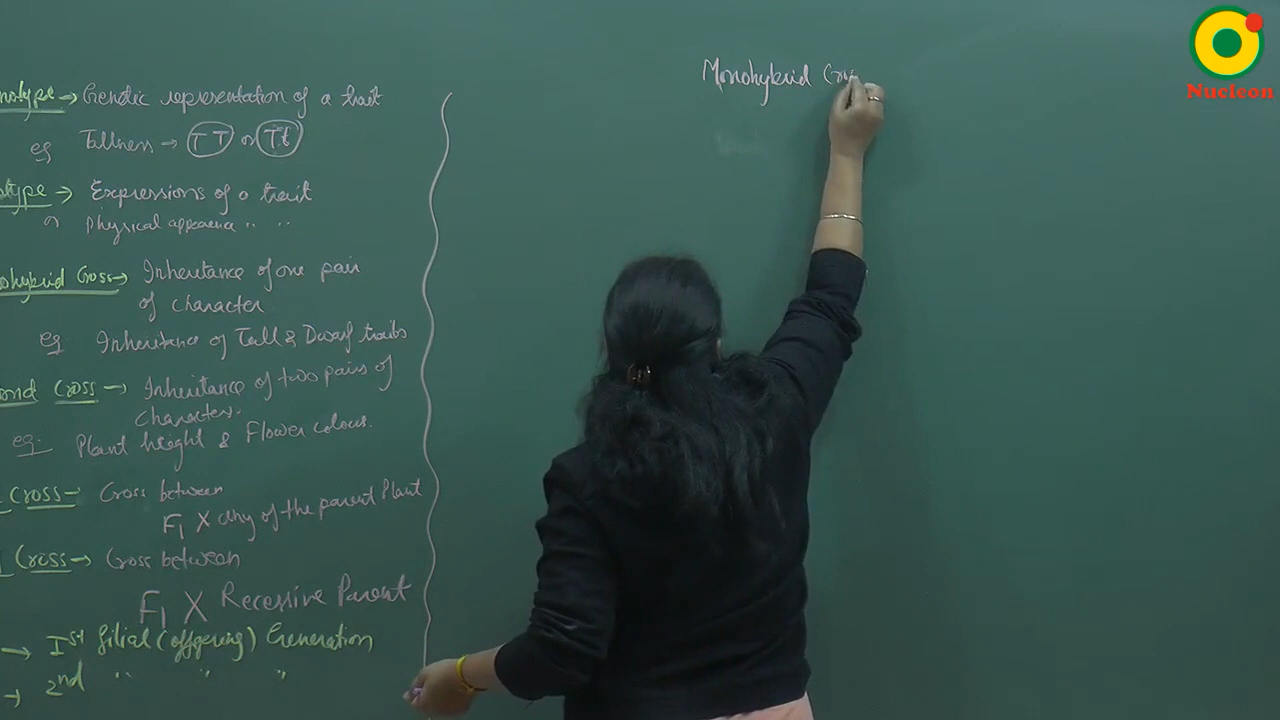 notype → Genetic representation of a trait
eg Tallness → TT or Tt
otype → Expressions of a trait
or Physical appearence " "
nohybrid Cross → Inheritance of one pair
of character
eg Inheritance of Tall & Dwarf traits
Cross → Inheritance of two pairs of
characters.
eg. Plant height & Flower colour.
Cross → Cross between
F1 X any of the parent Plant
Cross → Cross between
F1 X Recessive Parent
→ Ist filial (offspring) Generation
→ 2nd " " "
Monohybrid Cros
Nucleon